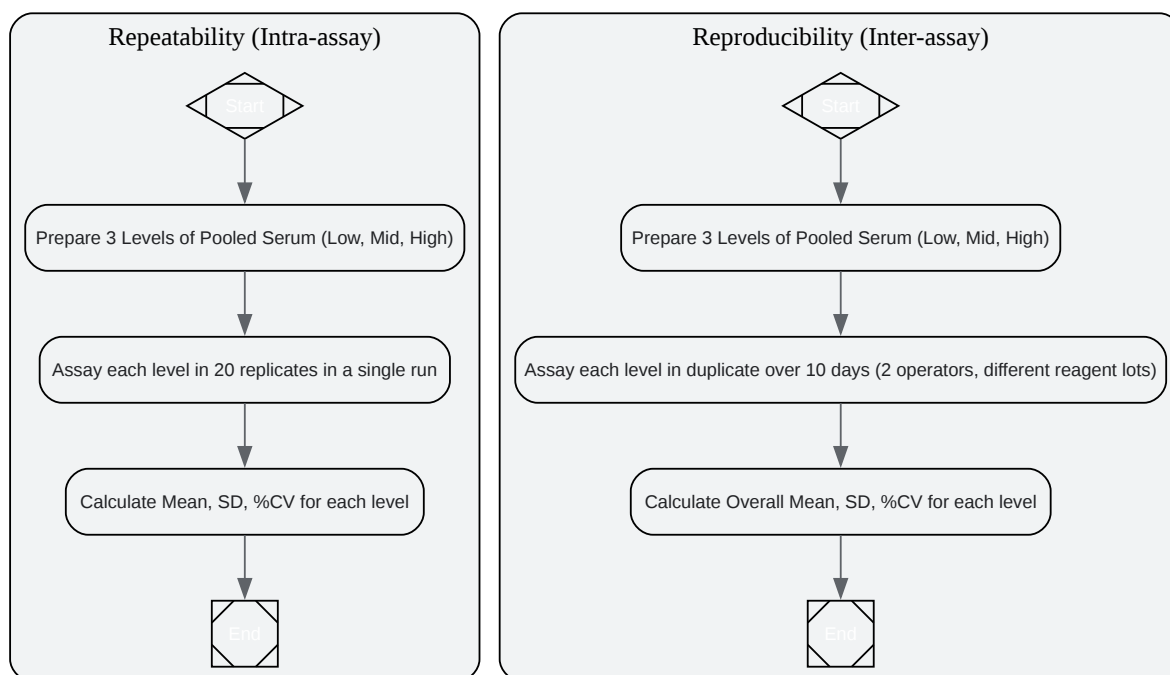 Repeatability (Intra-assay)
Start
Prepare 3 Levels of Pooled Serum (Low, Mid, High)
Assay each level in 20 replicates in a single run
Calculate Mean, SD, %CV for each level
End
Reproducibility (Inter-assay)
Start
Prepare 3 Levels of Pooled Serum (Low, Mid, High)
Assay each level in duplicate over 10 days (2 operators, different reagent lots)
Calculate Overall Mean, SD, %CV for each level
End